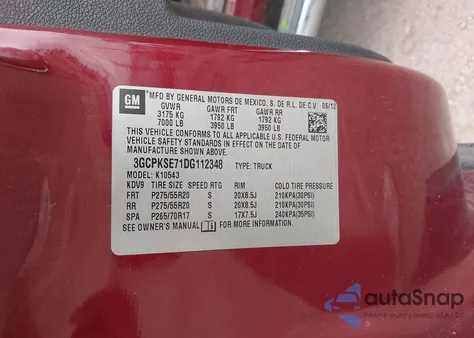 GM
MFD BY GENERAL MOTORS DE MEXICO, S. DE R.L. DE C.V. 06/12
GVWR GAWR FRT GAWR RR
3175 KG 1792 KG 1792 KG
7000 LB 3950 LB 3950 LB
THIS VEHICLE CONFORMS TO ALL APPLICABLE U.S. FEDERAL MOTOR
VEHICLE SAFETY STANDARDS IN EFFECT ON THE DATE OF
MANUFACTURE SHOWN ABOVE.
3GCPKSE71DG112348 TYPE: TRUCK
MODEL: K10543
KDV9 TIRE SIZE SPEED RTG RIM COLD TIRE PRESSURE
FRT P275/55R20 S 20X8.5J 210KPA(30PSI)
RR P275/55R20 S 20X8.5J 210KPA(30PSI)
SPA P265/70R17 S 17X7.5J 240KPA(35PSI)
SEE OWNER'S MANUAL FOR MORE INFORMATION.
autoSnap